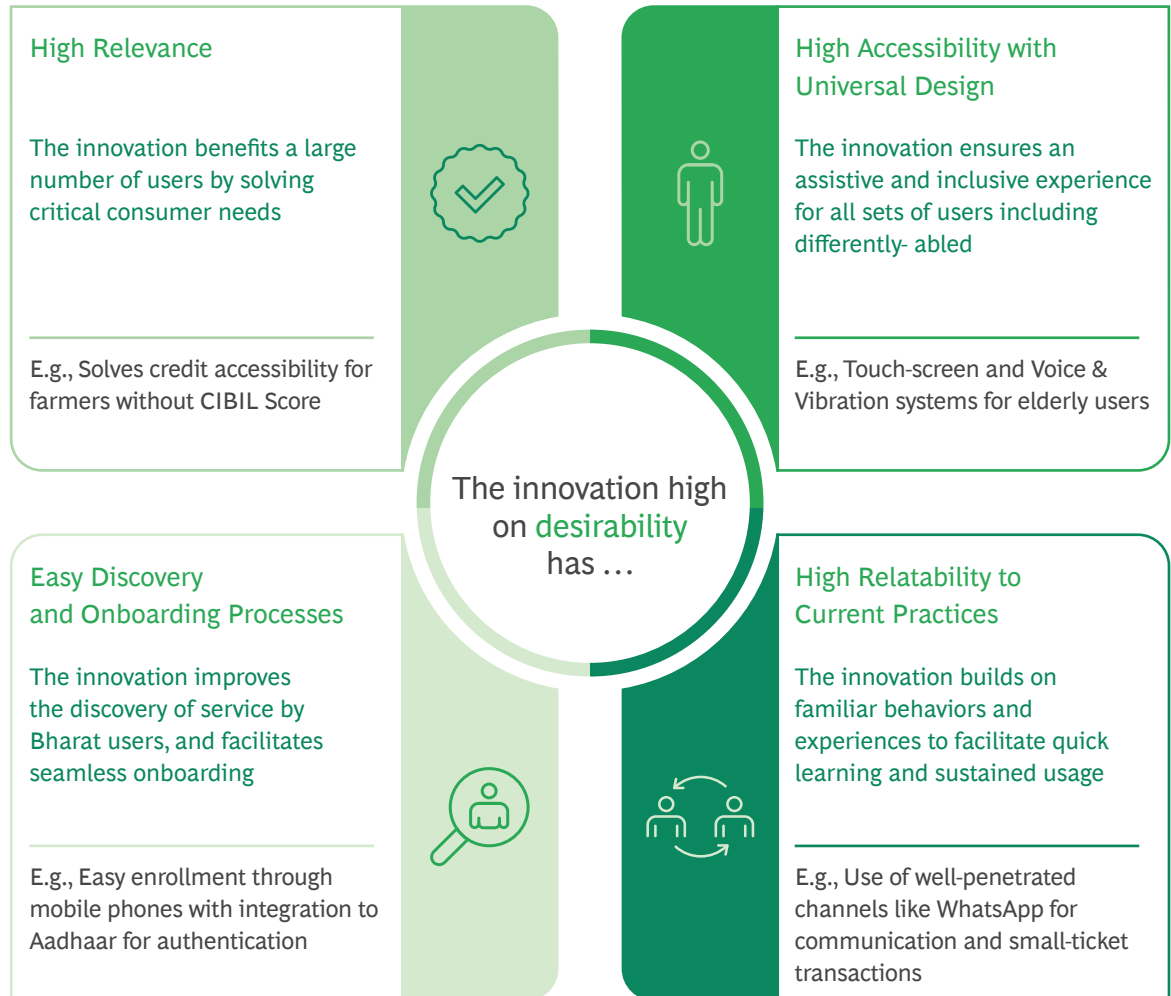 High Relevance
The innovation benefits a large
number of users by solving
critical consumer needs
E.g., Solves credit accessibility for
farmers without CIBIL Score
High Accessibility with
Universal Design
The innovation ensures an
assistive and inclusive experience
for all sets of users including
differently- abled
E.g., Touch-screen and Voice &
Vibration systems for elderly users
The innovation high
on desirability
has ...
Easy Discovery
and Onboarding Processes
The innovation improves
the discovery of service by
Bharat users, and facilitates
seamless onboarding
E.g., Easy enrollment through
mobile phones with integration to
Aadhaar for authentication
High Relatability to
Current Practices
The innovation builds on
familiar behaviors and
experiences to facilitate quick
learning and sustained usage
E.g., Use of well-penetrated
channels like WhatsApp for
communication and small-ticket
transactions